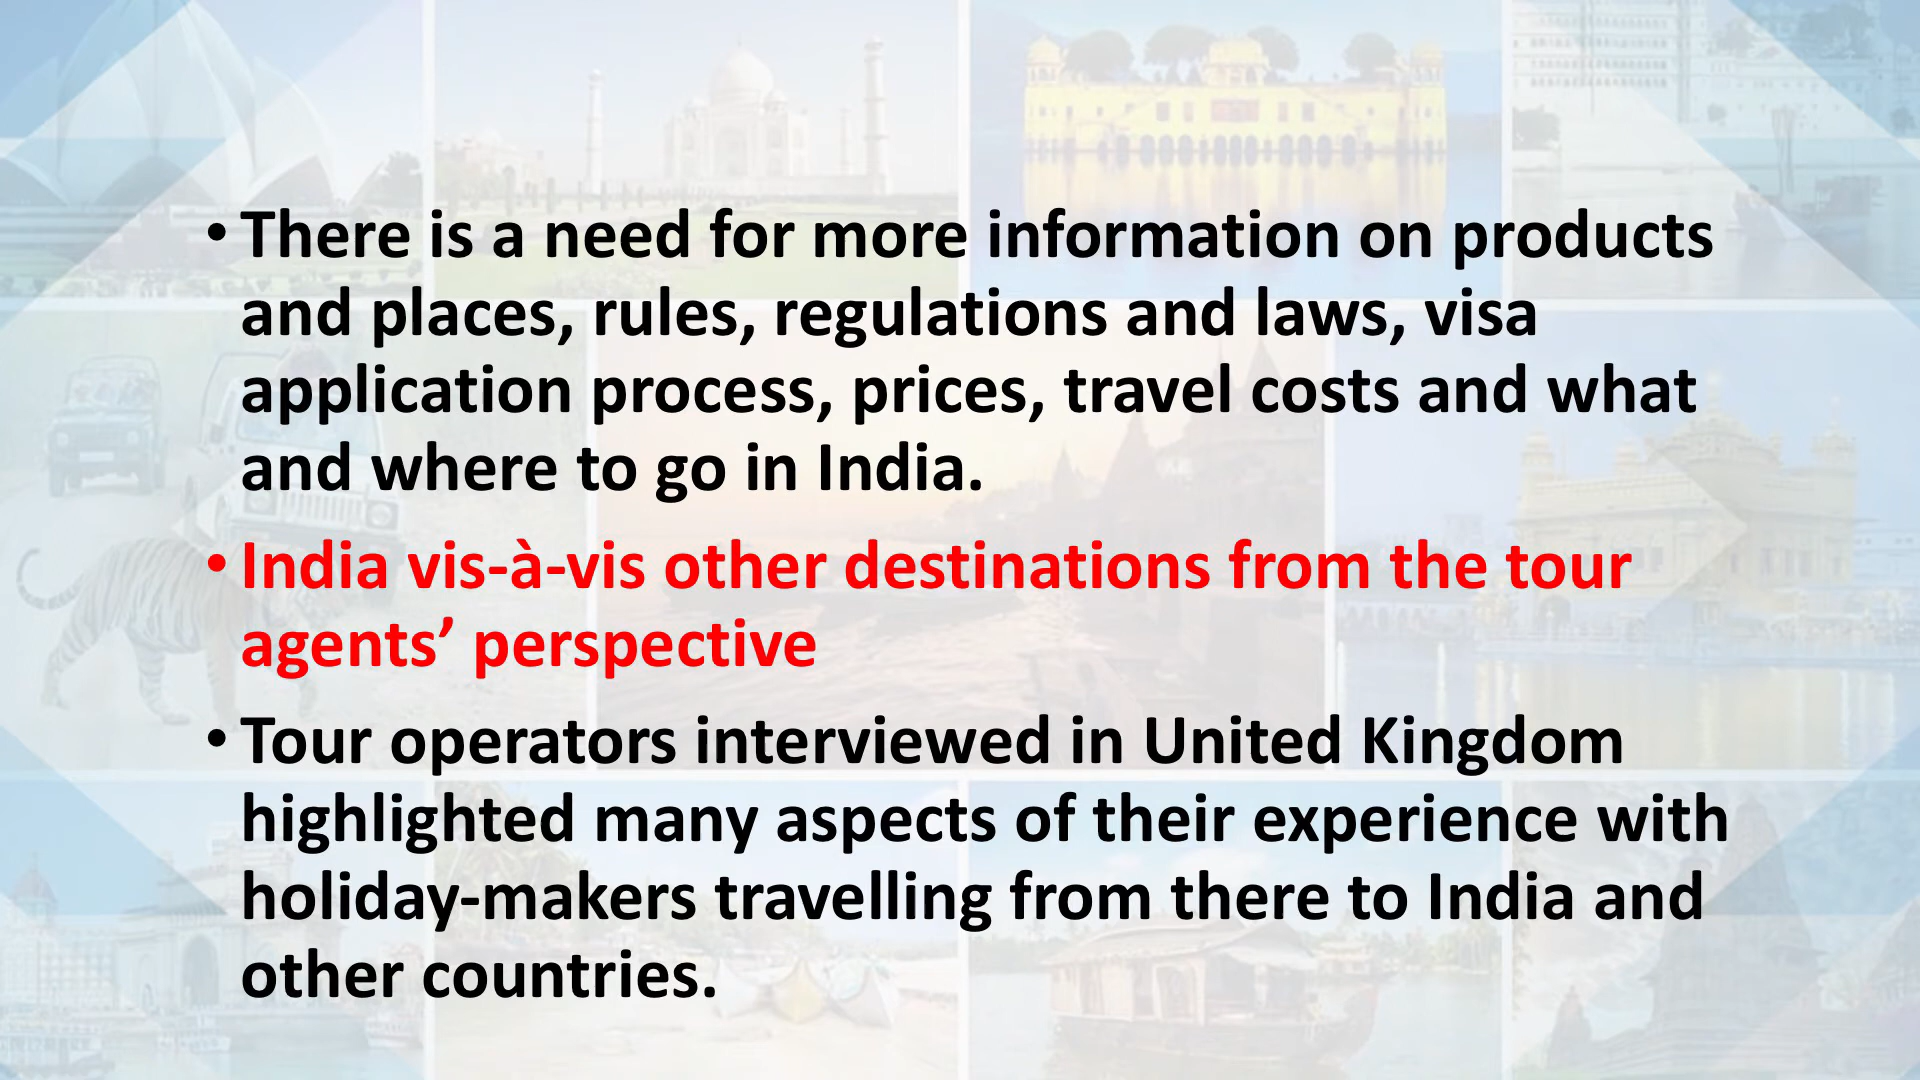 • There is a need for more information on products
and places, rules, regulations and laws, visa
application process, prices, travel costs and what
and where to go in India.
• India vis-à-vis other destinations from the tour
agents’ perspective
• Tour operators interviewed in United Kingdom
highlighted many aspects of their experience with
holiday-makers travelling from there to India and
other countries.